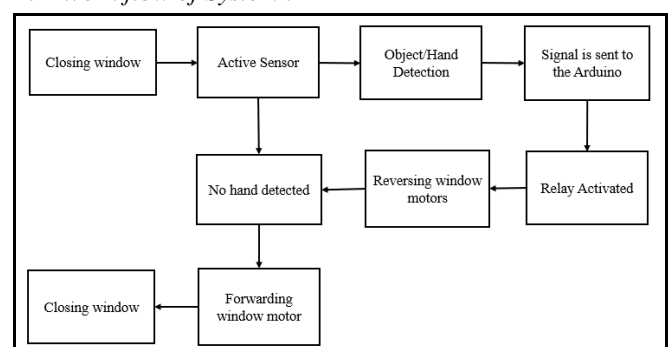 Closing window
Active Sensor
Object/Hand
Detection
Signal is sent to
the Arduino
No hand detected
Reversing window
motors
Relay Activated
Closing window
Forwarding
window motor